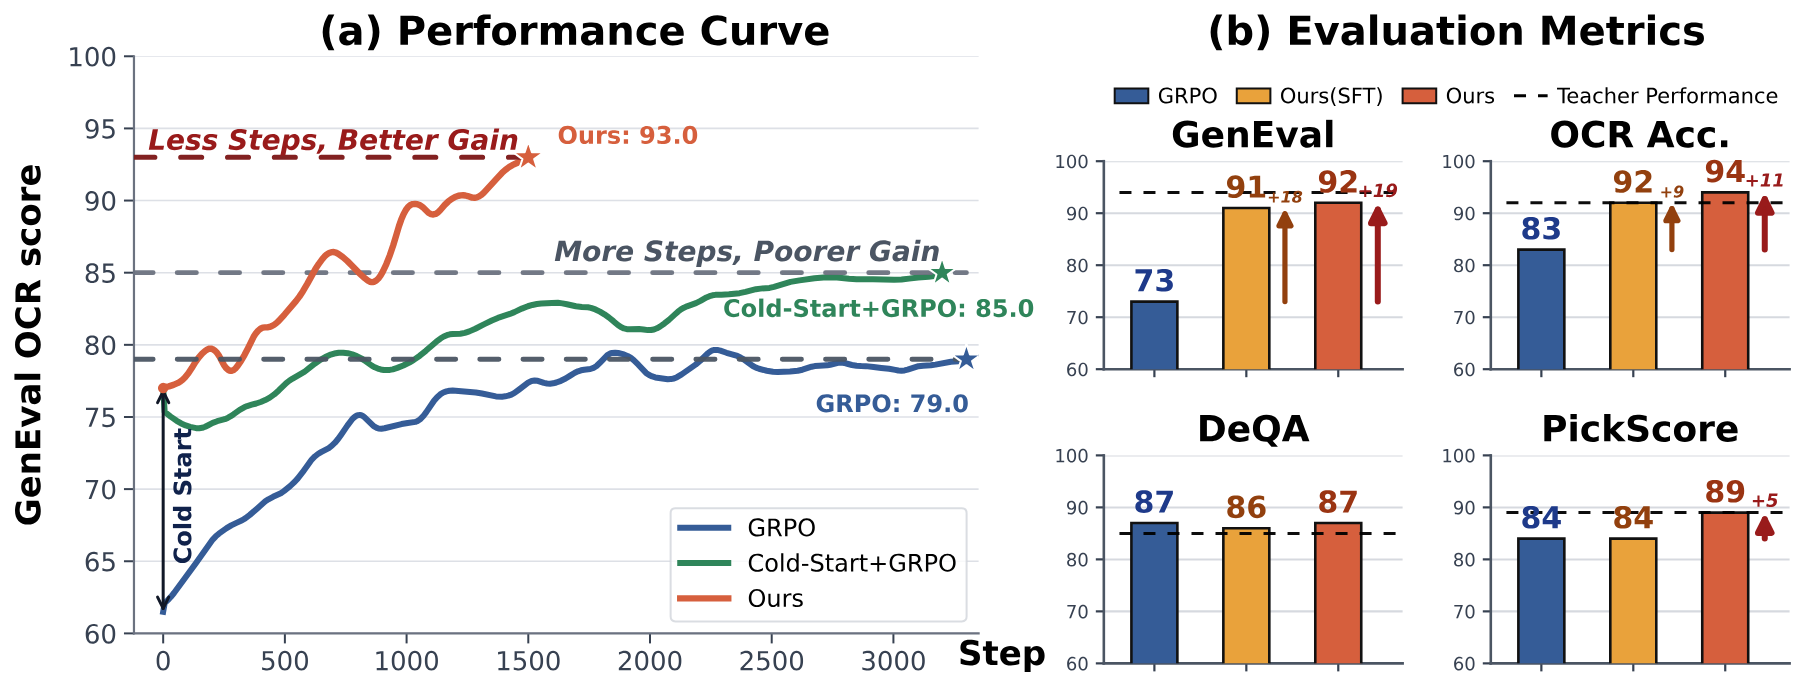 (a) Performance Curve
GenEval OCR score
100
95
90
85
80
75
70
65
60
Less Steps, Better Gain
Ours: 93.0
More Steps, Poorer Gain
Cold-Start+GRPO: 85.0
GRPO: 79.0
Cold Start
GRPO
Cold-Start+GRPO
Ours
0 500 1000 1500 2000 2500 3000
Step
(b) Evaluation Metrics
GRPO Ours(SFT) Ours Teacher Performance
GenEval
100
90
80
70
60
73
91 +18
92 +19
OCR Acc.
100
90
80
70
60
83
92 +9
94 +11
DeQA
100
90
80
70
60
87
86
87
PickScore
100
90
80
70
60
84
84
89 +5